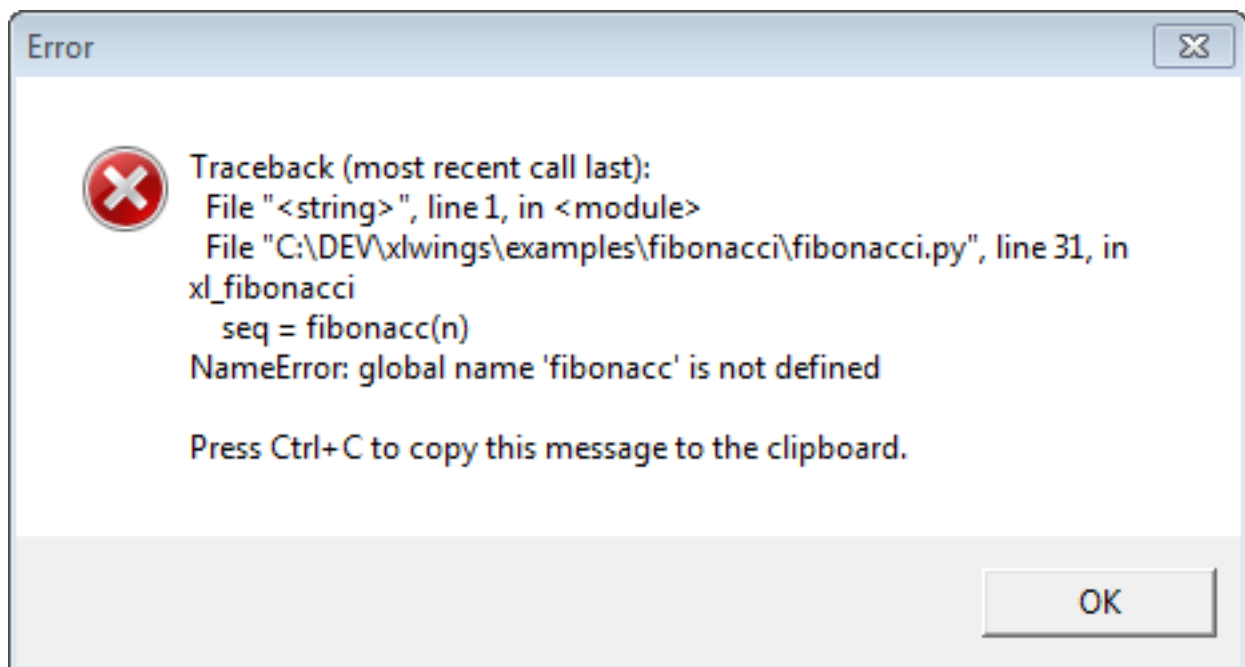 Error
Traceback (most recent call last):
  File "<string>", line 1, in <module>
  File "C:\DEV\xlwings\examples\fibonacci\fibonacci.py", line 31, in
xl_fibonacci
    seq = fibonacc(n)
NameError: global name 'fibonacc' is not defined
Press Ctrl+C to copy this message to the clipboard.
OK